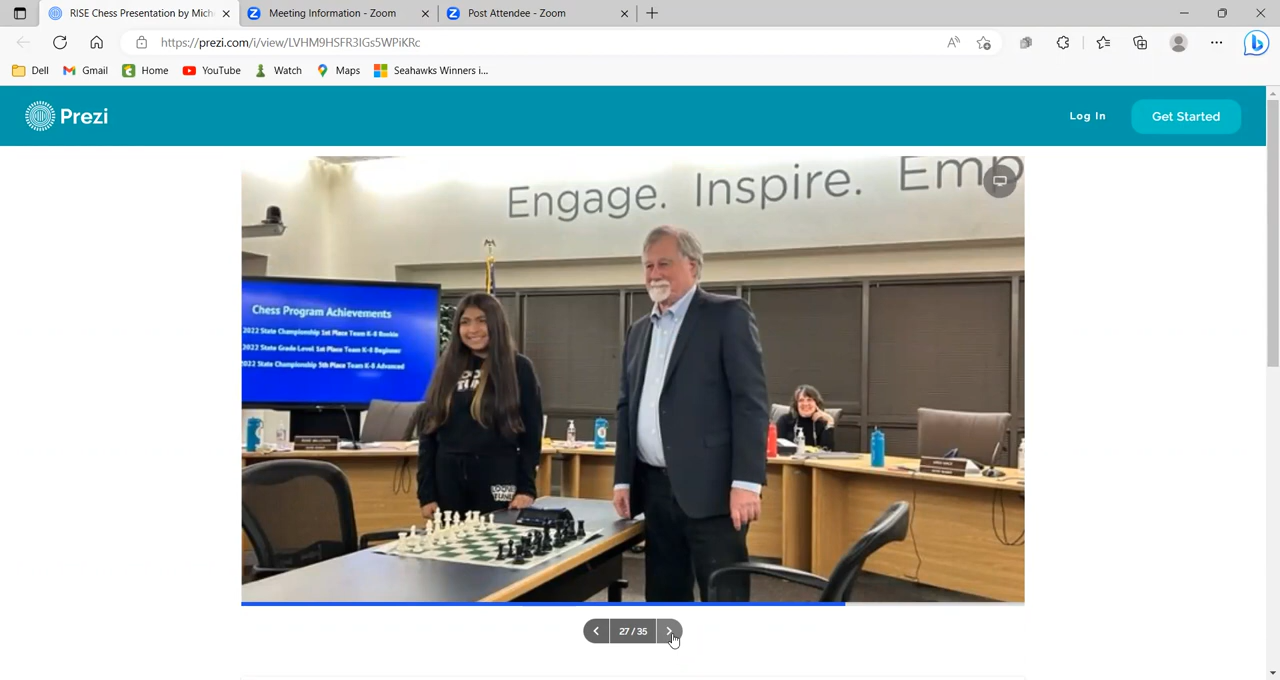 RISE Chess Presentation by Mich
Meeting Information - Zoom
Post Attendee - Zoom
https://prezi.com/i/view/LVHM9HSFR3IGs5WPiKRc
Dell
Gmail
Home
YouTube
Watch
Maps
Seahawks Winners i...
Prezi
Log In
Get Started
Engage. Inspire. Emp
Chess Program Achievements
2022 State Championship 1st Place Team K-8 Rookie
2022 State Grade Level 1st Place Team K-8 Beginner
2022 State Championship 5th Place Team K-8 Advanced
27 / 35